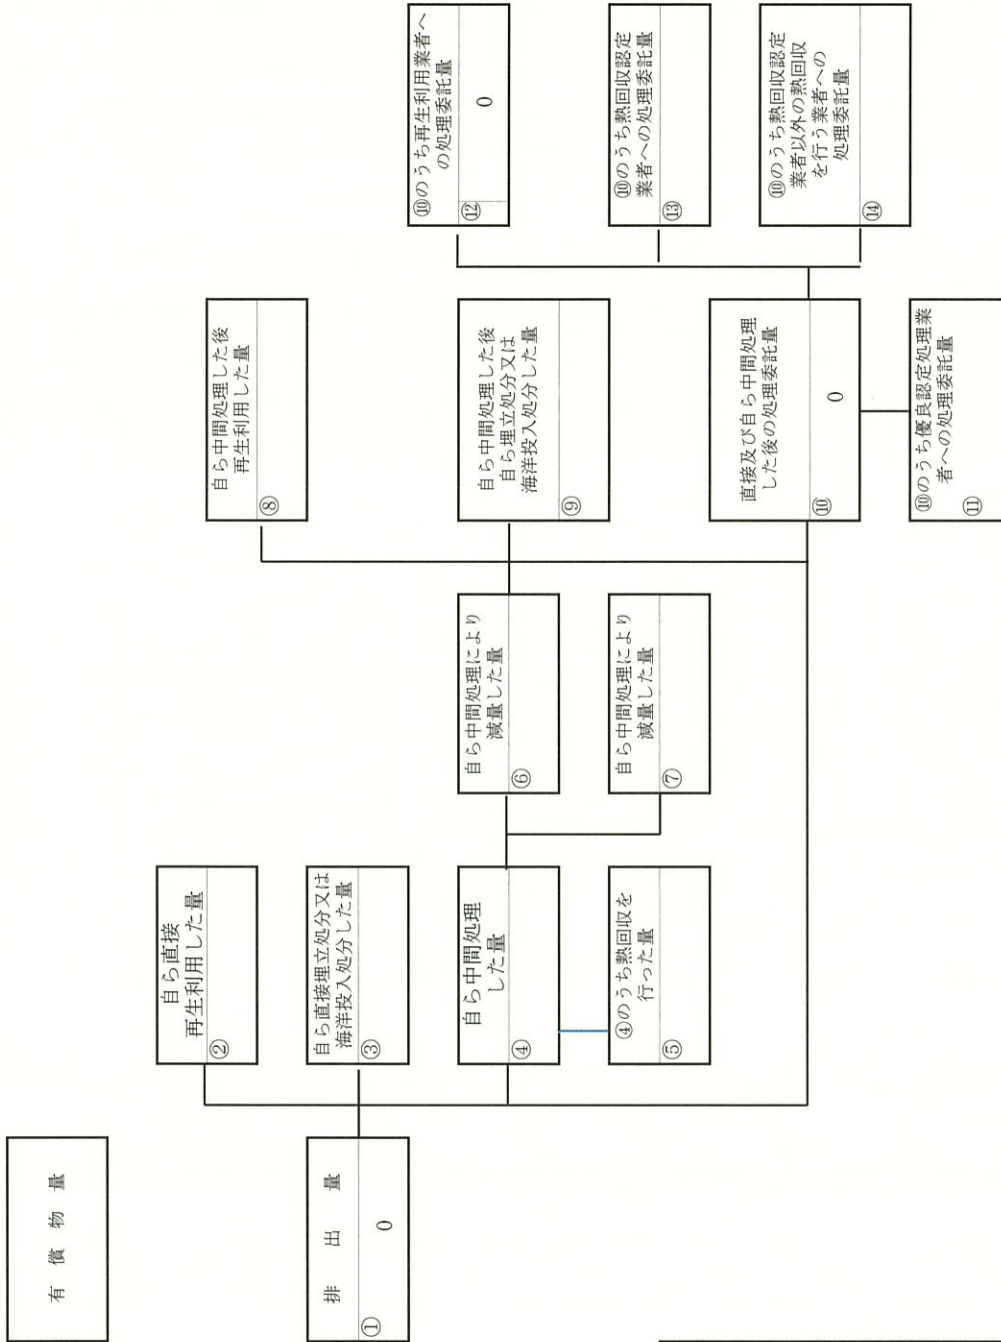 有 償 物 量
排 出 量
①
0
自ら直接
再生利用した量
②
自ら直接埋立処分又は
海洋投入処分した量
③
自ら中間処理
した量
④
④のうち熱回収を
行った量
⑤
自ら中間処理により
減量した量
⑥
自ら中間処理により
減量した量
⑦
自ら中間処理した後
再生利用した量
⑧
自ら中間処理した後
自ら埋立処分又は
海洋投入処分した量
⑨
直接及び自ら中間処理
した後の処理委託量
⑩
0
⑩のうち優良認定処理業
者への処理委託量
⑪
⑩のうち再生利用業者へ
の処理委託量
⑫
0
⑩のうち熱回収認定
業者への処理委託量
⑬
⑩のうち熱回収認定
業者以外の熱回収
を行う業者への
処理委託量
⑭